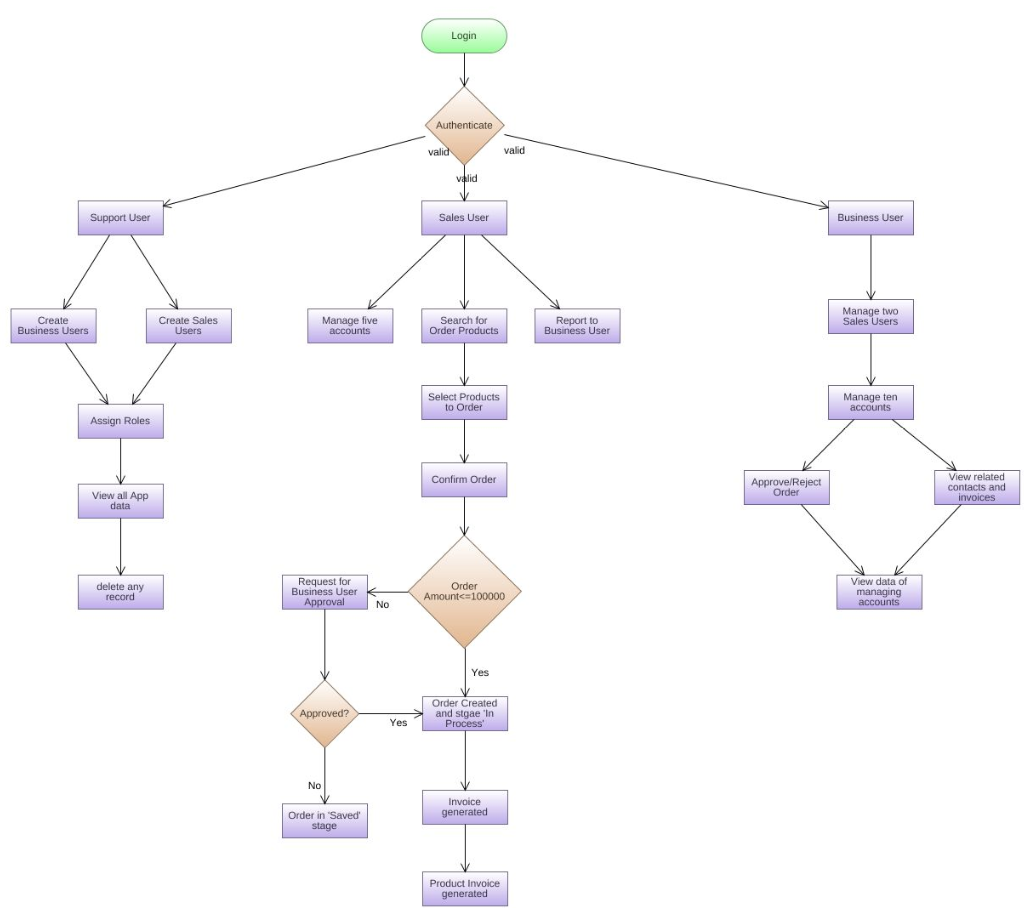 Login
Authenticate
valid
valid
valid
Support User
Sales User
Business User
Create
Business Users
Create Sales
Users
Manage five
accounts
Search for
Order Products
Report to
Business User
Manage two
Sales Users
Assign Roles
Select Products
to Order
Manage ten
accounts
View all App
data
Confirm Order
Approve/Reject
Order
View related
contacts and
invoices
delete any
record
Request for
Business User
Approval
No
Order
Amount<=100000
View data of
managing
accounts
Yes
Approved?
Yes
Order Created
and stgae 'In
Process'
No
Order in 'Saved'
stage
Invoice
generated
Product Invoice
generated